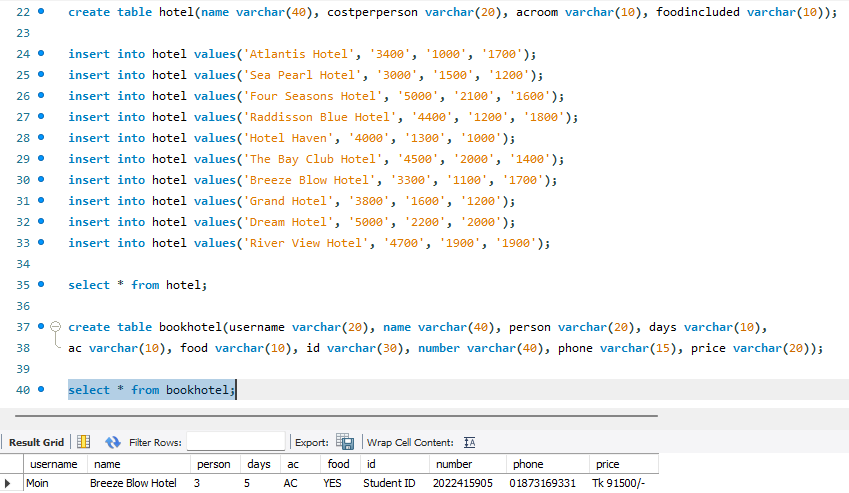 22 create table hotel(name varchar(40), costperperson varchar(20), acroom varchar(10), foodincluded varchar(10));
23
24 insert into hotel values('Atlantis Hotel', '3400', '1000', '1700');
25 insert into hotel values('Sea Pearl Hotel', '3000', '1500', '1200');
26 insert into hotel values('Four Seasons Hotel', '5000', '2100', '1600');
27 insert into hotel values('Raddisson Blue Hotel', '4400', '1200', '1800');
28 insert into hotel values('Hotel Haven', '4000', '1300', '1000');
29 insert into hotel values('The Bay Club Hotel', '4500', '2000', '1400');
30 insert into hotel values('Breeze Blow Hotel', '3300', '1100', '1700');
31 insert into hotel values('Grand Hotel', '3800', '1600', '1200');
32 insert into hotel values('Dream Hotel', '5000', '2200', '2000');
33 insert into hotel values('River View Hotel', '4700', '1900', '1900');
34
35 select * from hotel;
36
37 create table bookhotel(username varchar(20), name varchar(40), person varchar(20), days varchar(10),
38 ac varchar(10), food varchar(10), id varchar(30), number varchar(40), phone varchar(15), price varchar(20));
39
40 select * from bookhotel;
Result Grid Filter Rows: Export: Wrap Cell Content: IA
username name person days ac food id number phone price
Moin Breeze Blow Hotel 3 5 AC YES Student ID 2022415905 01873169331 Tk 91500/-